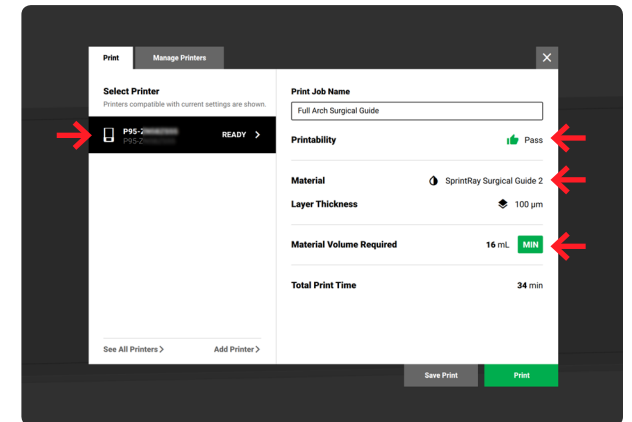 Print
Manage Printers
Select Printer
Printers compatible with current settings are shown.
READY
See All Printers
Add Printer
Print Job Name
Full Arch Surgical Guide
Printability
Pass
Material
SprintRay Surgical Guide 2
Layer Thickness
100 µm
Material Volume Required
16 mL
MIN
Total Print Time
34 min
Save Print
Print